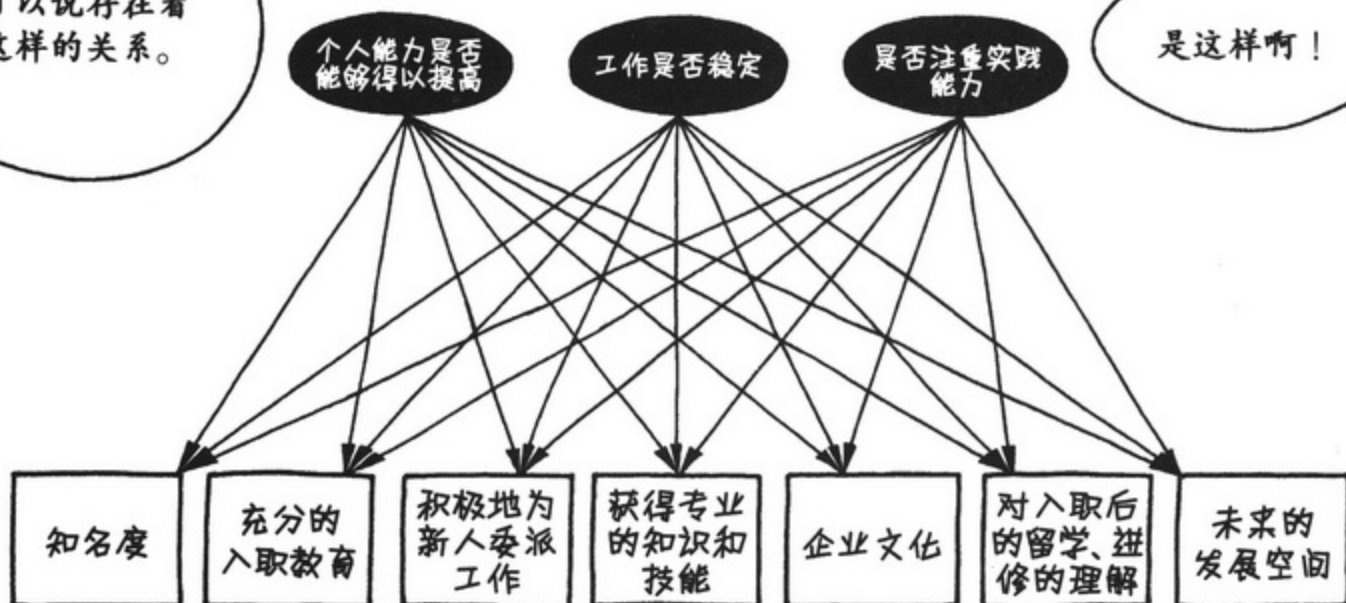 以说存在着
这样的关系。
个人能力是否
能够得以提高
工作是否稳定
是否注重实践
能力
是这样啊！
知名度
充分的
入职教育
积极地为
新人委派
工作
获得专业
的知识和
技能
企业文化
对入职后
的留学、进
修的理解
未来的
发展空间